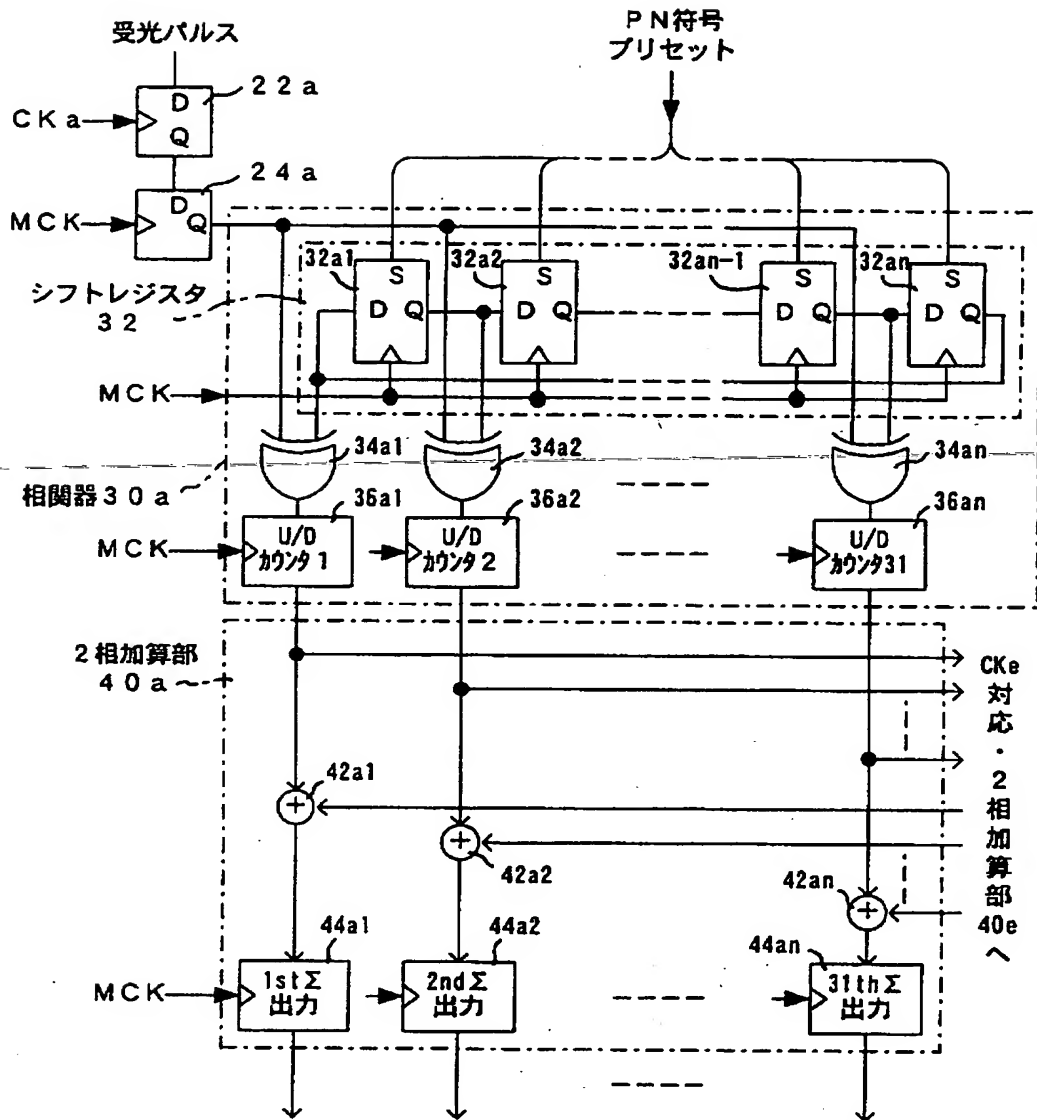 受光パルス
PN符号
プリセット
22a
CKa
D
Q
24a
MCK
D
Q
シフトレジスタ
32
32a1
S
D Q
32a2
S
D Q
32an-1
S
D Q
32an
S
D Q
MCK
34a1
34a2
34an
相関器30a
36a1
36a2
36an
MCK
U/D
カウンタ1
U/D
カウンタ2
U/D
カウンタ31
2相加算部
40a
CKe
対応・2相加算部
40e
へ
42a1
+
42a2
+
42an
+
44a1
44a2
44an
MCK
1stΣ
出力
2ndΣ
出力
31thΣ
出力